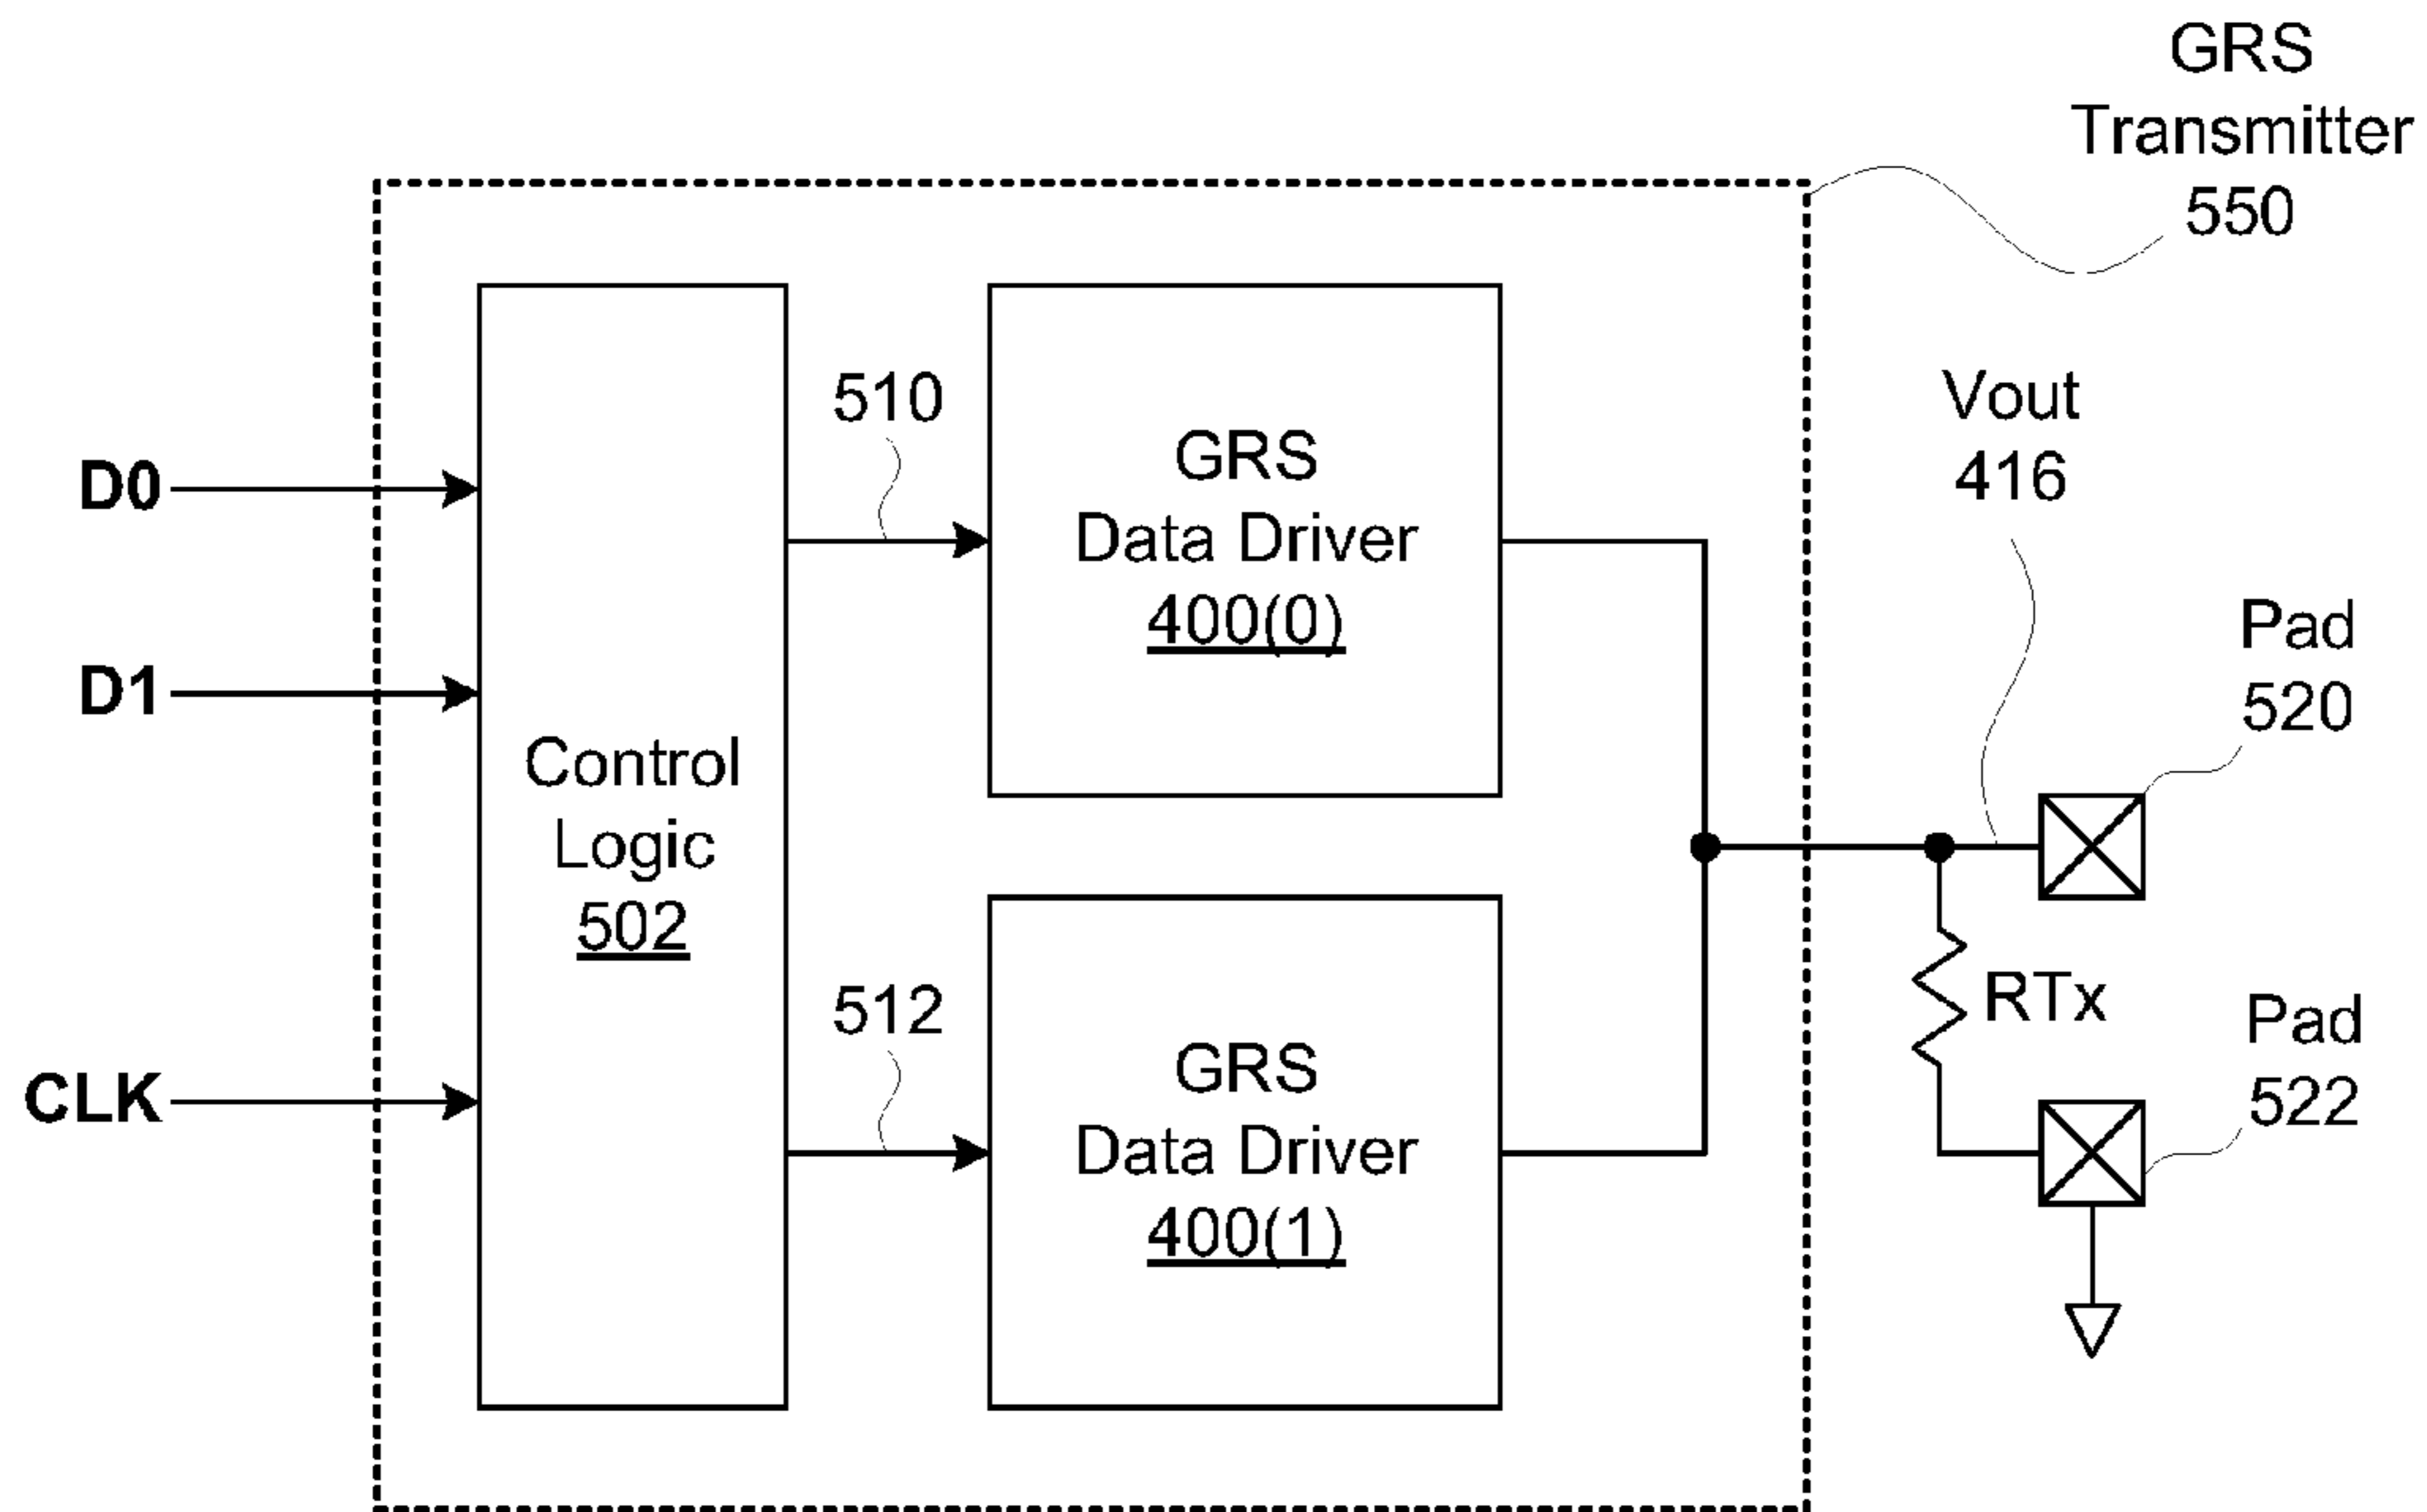 GRS
Transmitter
550
510
GRS
Data Driver
400(0)
Vout
416
D0
D1
Pad
520
Control
Logic
502
RTx
512
GRS
Data Driver
400(1)
Pad
522
CLK